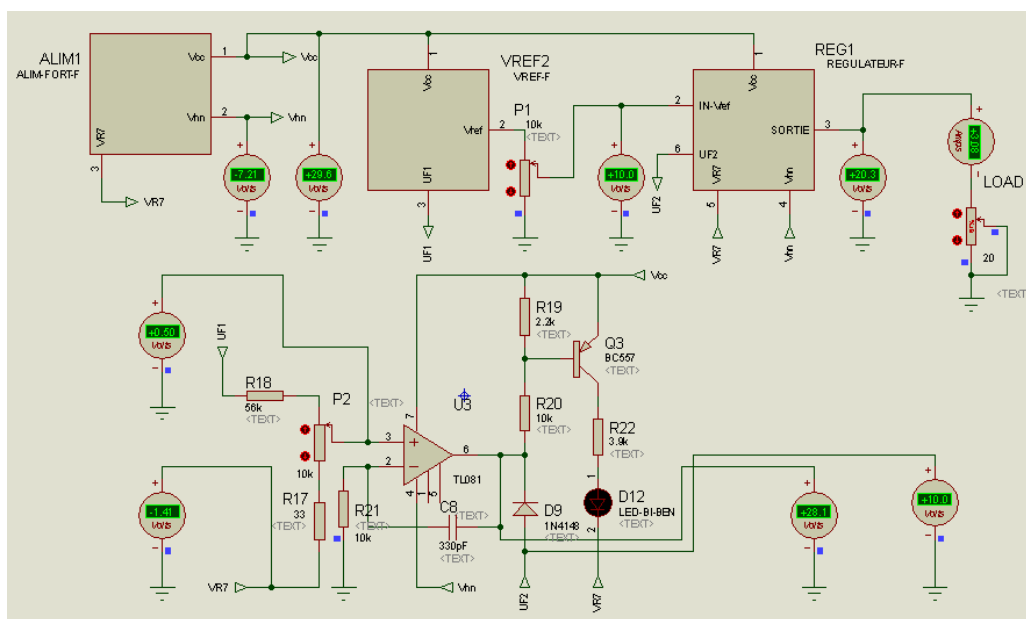 ALIM1
ALIM-FORT-F
Vcc
1
Vcc
Vhn
2
Vhn
VR7
3
VR7
-7.21
Volts
+29.6
Volts
VREF2
VREF-F
1
Vcc
Vref
2
UF1
3
UF1
P1
10k
<TEXT>
+10.0
Volts
REG1
REGULATEUR-F
1
Vcc
2
IN-Vref
SORTIE
3
6
UF2
UF2
VR7
Vhn
5
4
VR7
Vhn
+20.3
Volts
+3.08
Amps
LOAD
20
<TEXT>
+0.50
Volts
UF1
R18
56k
<TEXT>
P2
<TEXT>
10k
R17
33
<TEXT>
-1.41
Volts
VR7
R21
10k
<TEXT>
U3
3
2
7
6
4
1
5
TL081
C8
330pF
<TEXT>
Vhn
Vcc
R19
2.2k
<TEXT>
R20
10k
<TEXT>
Q3
BC557
<TEXT>
R22
3.9k
<TEXT>
D9
1N4148
<TEXT>
1
D12
LED-BI-BEN
<TEXT>
2
UF2
VR7
+28.1
Volts
+10.0
Volts